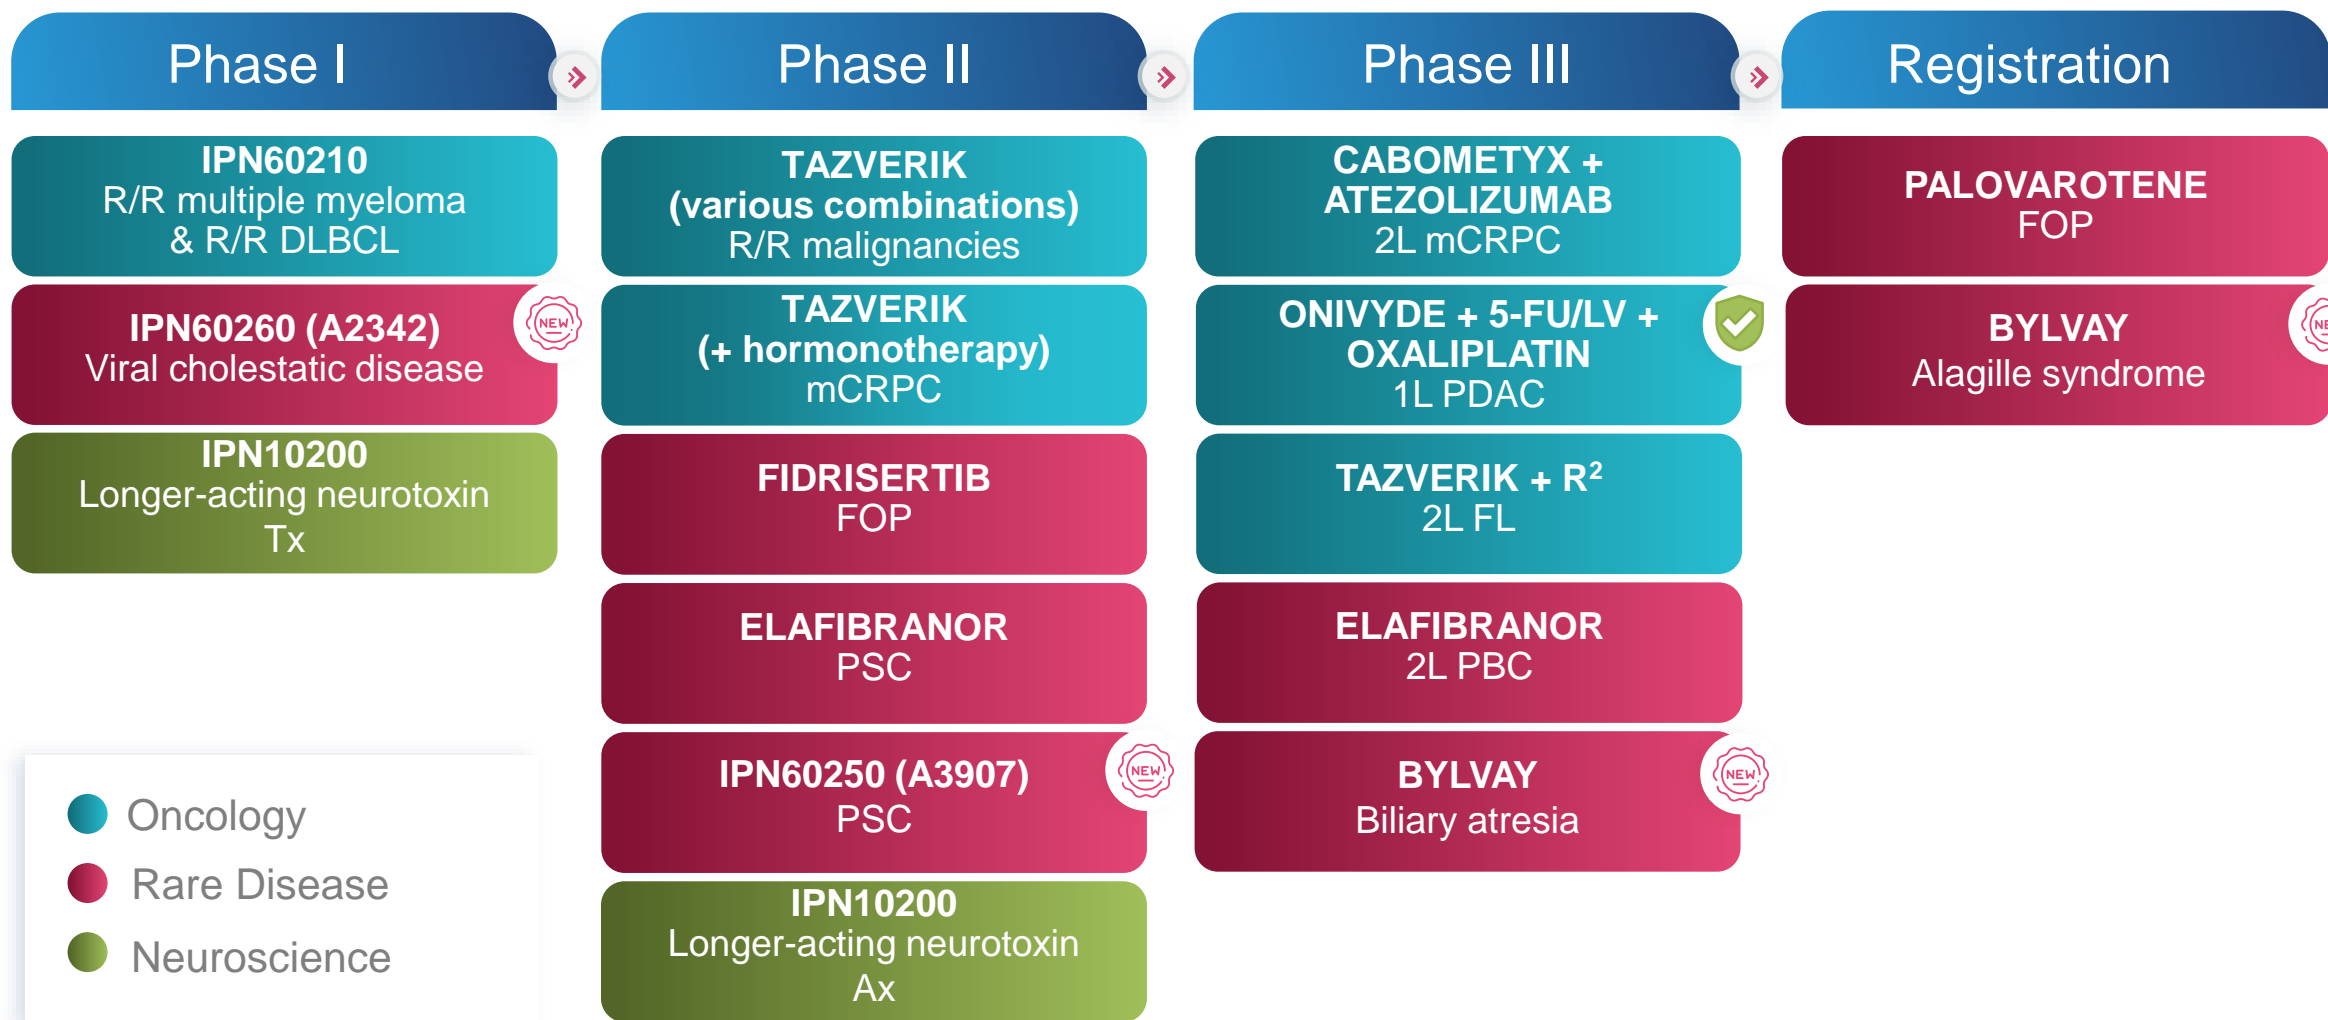 Phase I
IPN60210
R/R multiple myeloma
& R/R DLBCL
IPN60260 (A2342)
Viral cholestatic disease
NEW
IPN10200
Longer-acting neurotoxin
Tx
Phase II
TAZVERIK
(various combinations)
R/R malignancies
TAZVERIK
(+ hormonotherapy)
mCRPC
FIDRISERTIB
FOP
ELAFIBRANOR
PSC
IPN60250 (A3907)
PSC
NEW
IPN10200
Longer-acting neurotoxin
Ax
Phase III
CABOMETYX +
ATEZOLIZUMAB
2L mCRPC
ONIVYDE + 5-FU/LV +
OXALIPLATIN
1L PDAC
TAZVERIK + R²
2L FL
ELAFIBRANOR
2L PBC
BYLVAY
Biliary atresia
NEW
Registration
PALOVAROTENE
FOP
BYLVAY
Alagille syndrome
Oncology
Rare Disease
Neuroscience